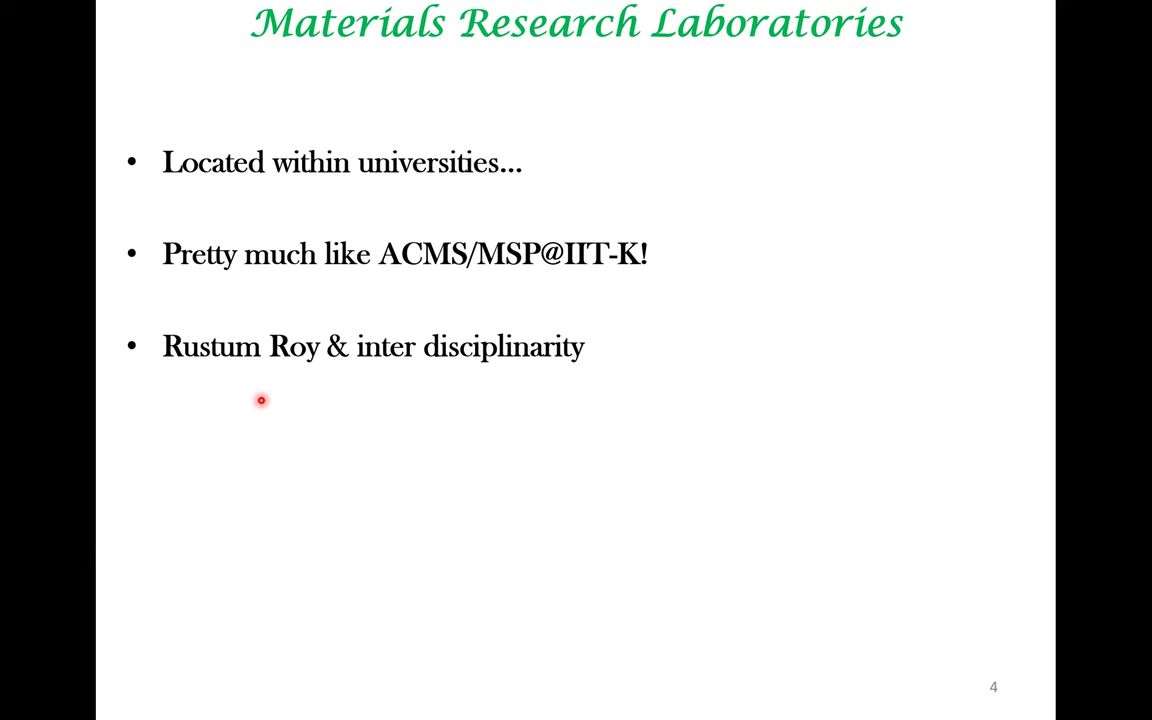 Materials Research Laboratories
• Located within universities...
• Pretty much like ACMS/MSP@IIT-K!
• Rustum Roy & inter disciplinarity
4